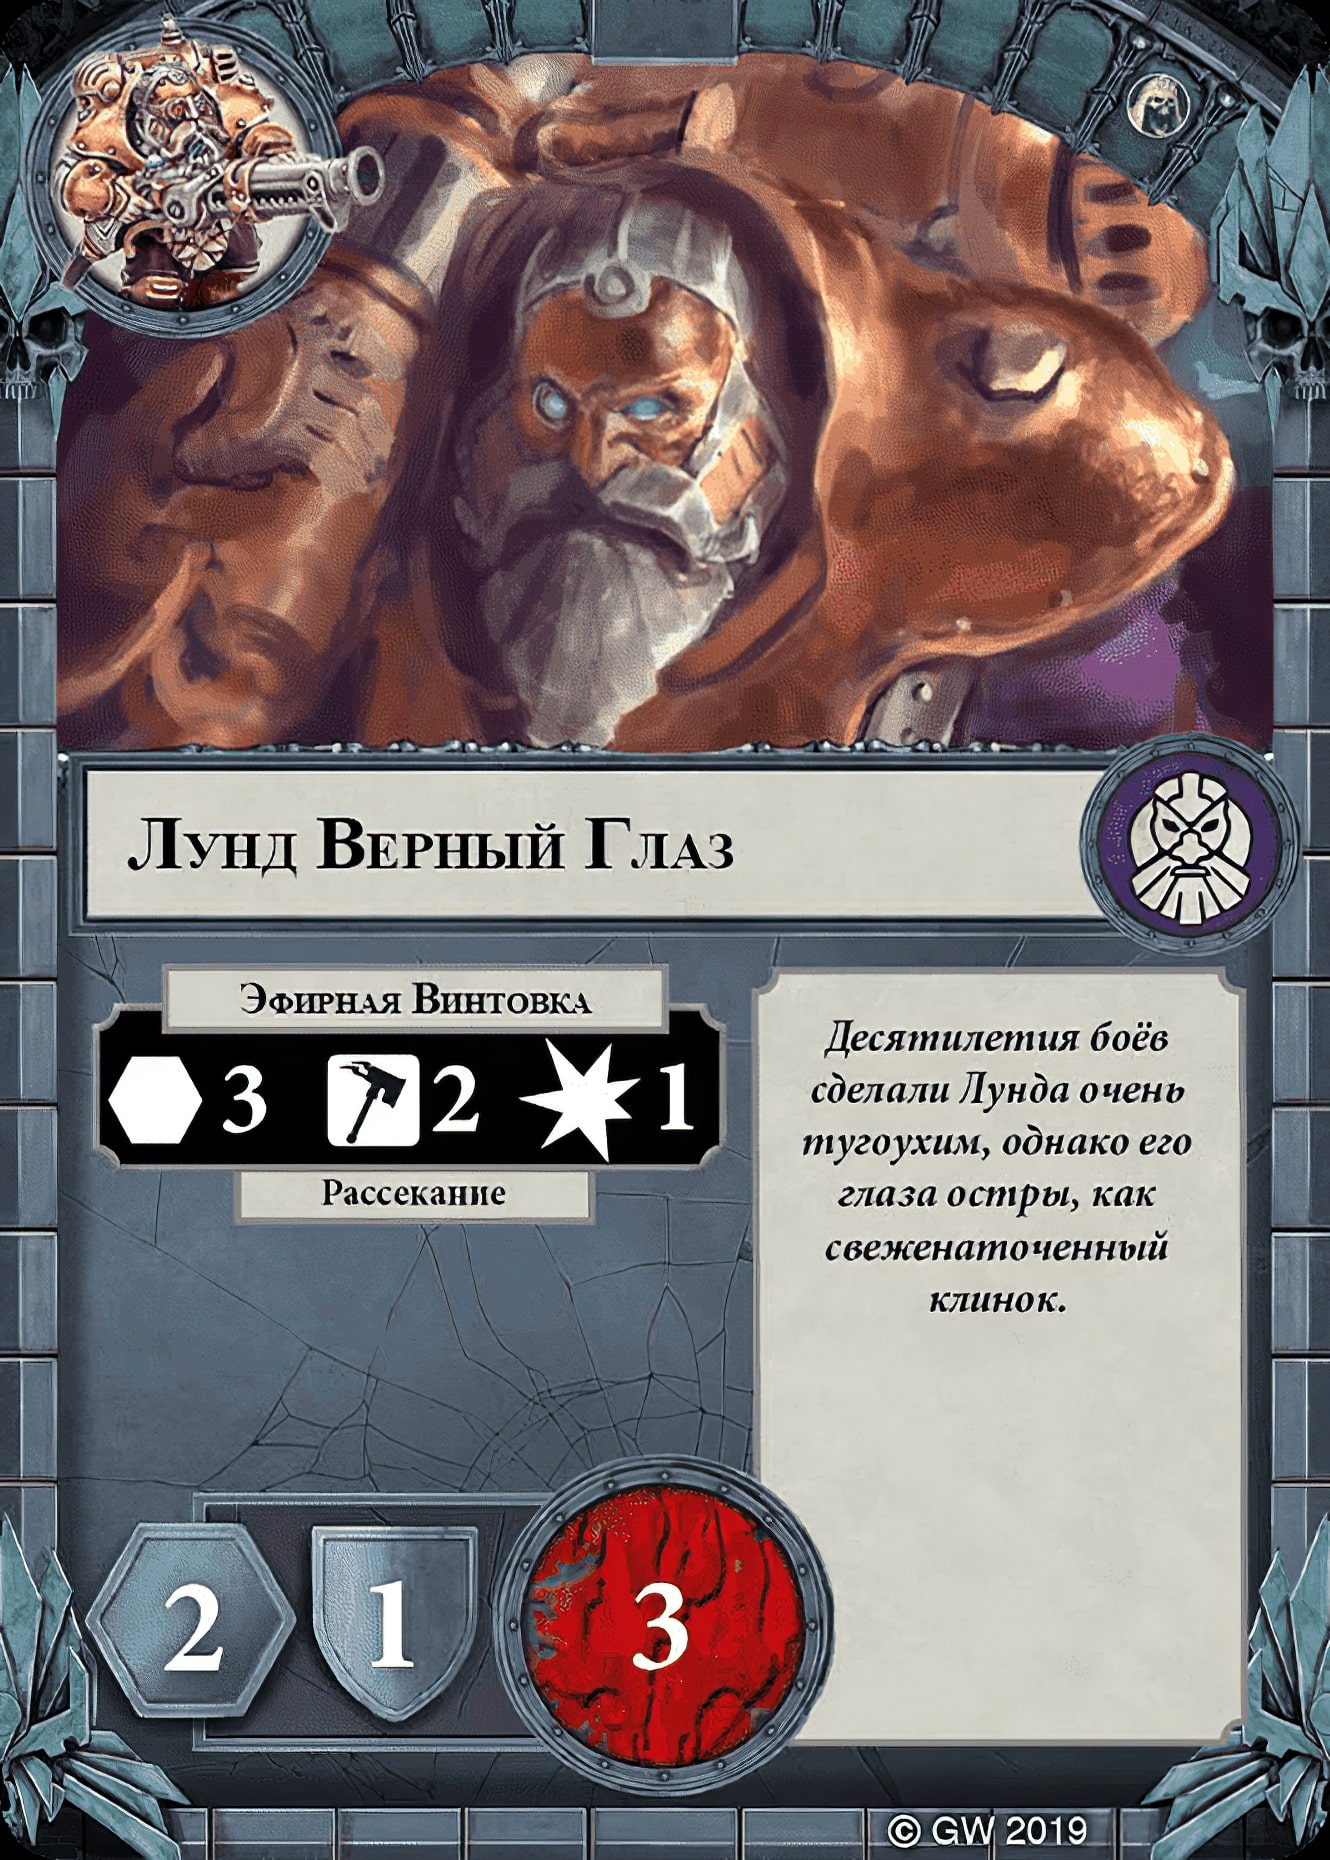 Лунд Верный Глаз
Эфирная Винтовка
3 2 1
Рассекание
Десятилетия боёв
сделали Лунда очень
тугоухим, однако его
глаза остры, как
свеженаточенный
клинок.
2 1 3
© GW 2019